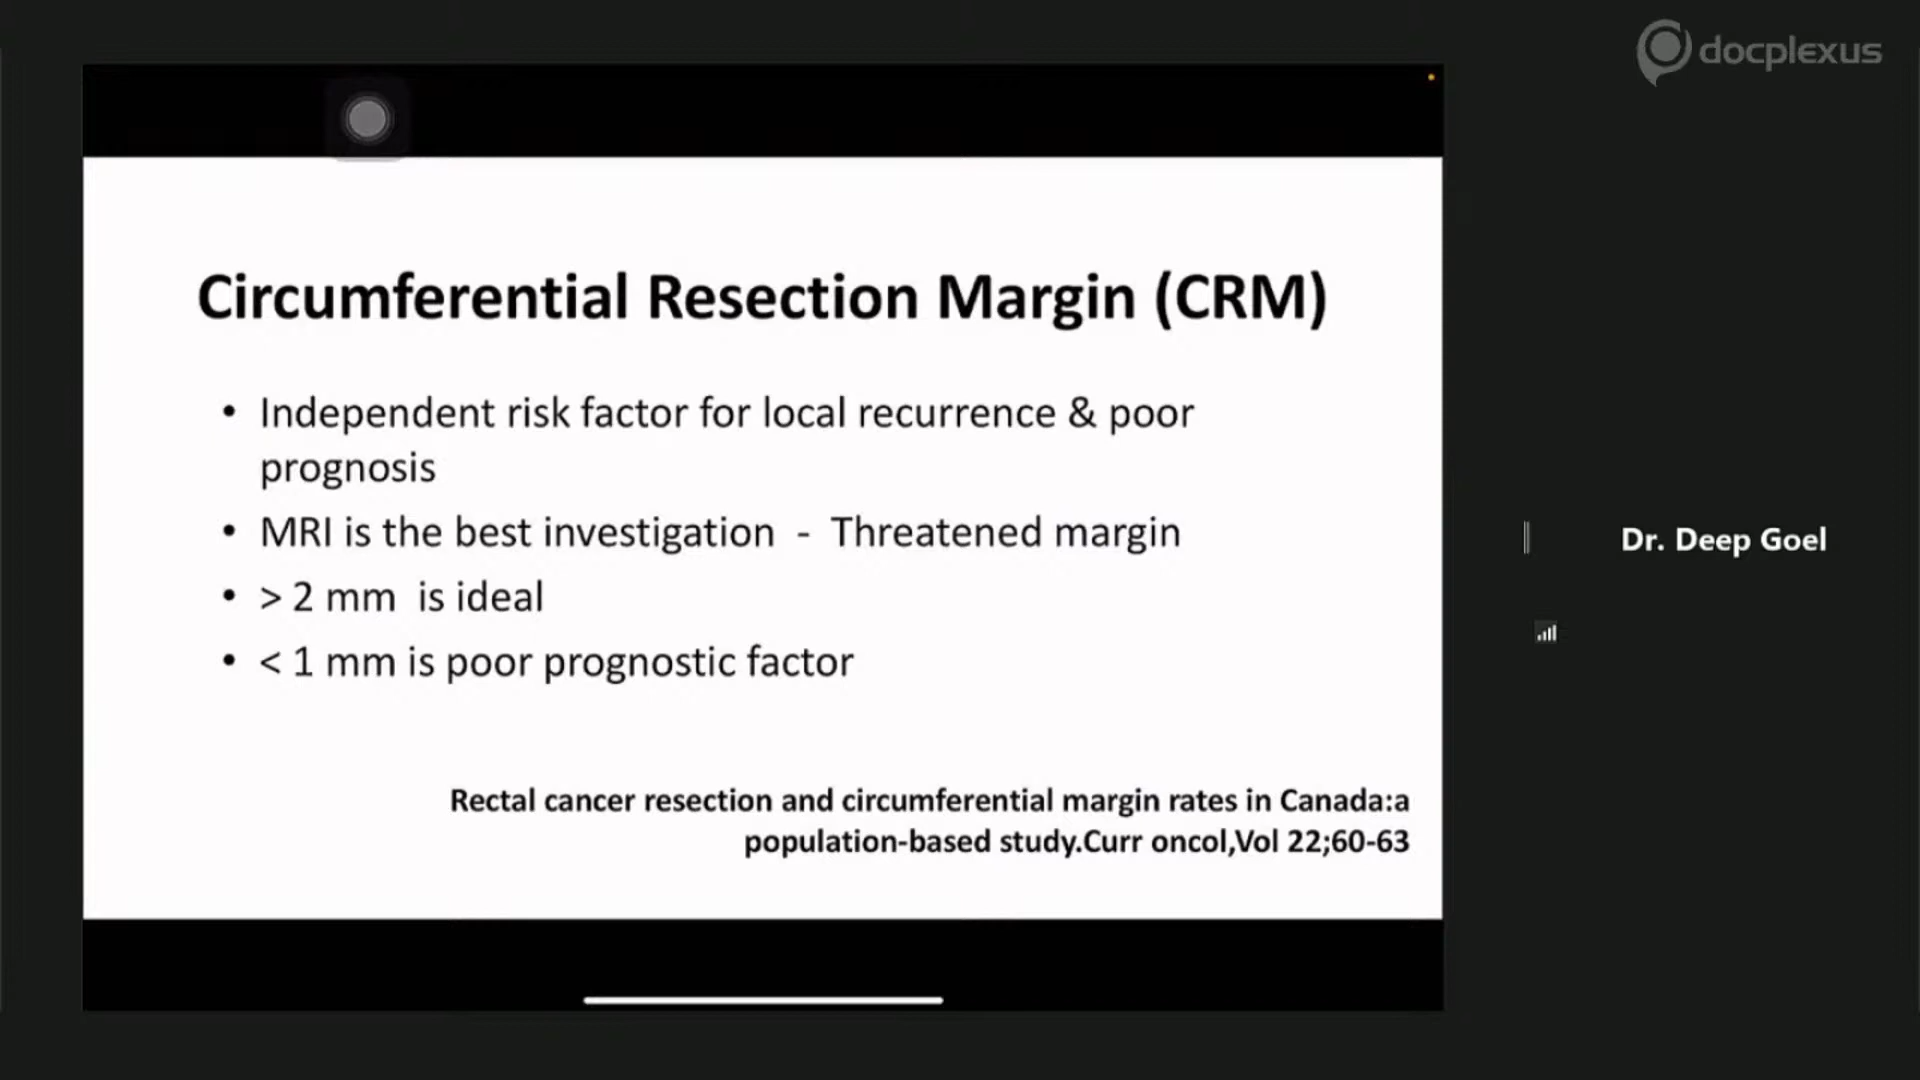 docplexus
Circumferential Resection Margin (CRM)
• Independent risk factor for local recurrence & poor
prognosis
• MRI is the best investigation - Threatened margin
• > 2 mm is ideal
• < 1 mm is poor prognostic factor
Rectal cancer resection and circumferential margin rates in Canada:a
population-based study.Curr oncol,Vol 22;60-63
Dr. Deep Goel